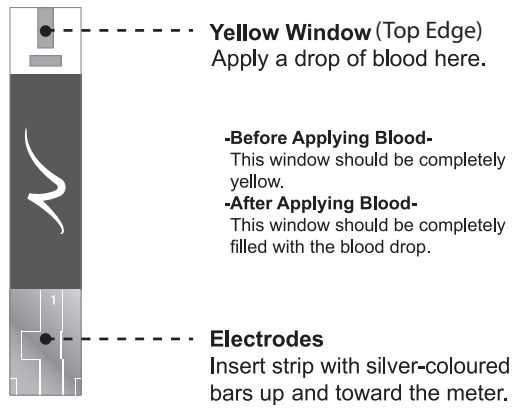 Yellow Window (Top Edge)
Apply a drop of blood here.
-Before Applying Blood-
This window should be completely
yellow.
-After Applying Blood-
This window should be completely
filled with the blood drop.
1
Electrodes
Insert strip with silver-coloured
bars up and toward the meter.